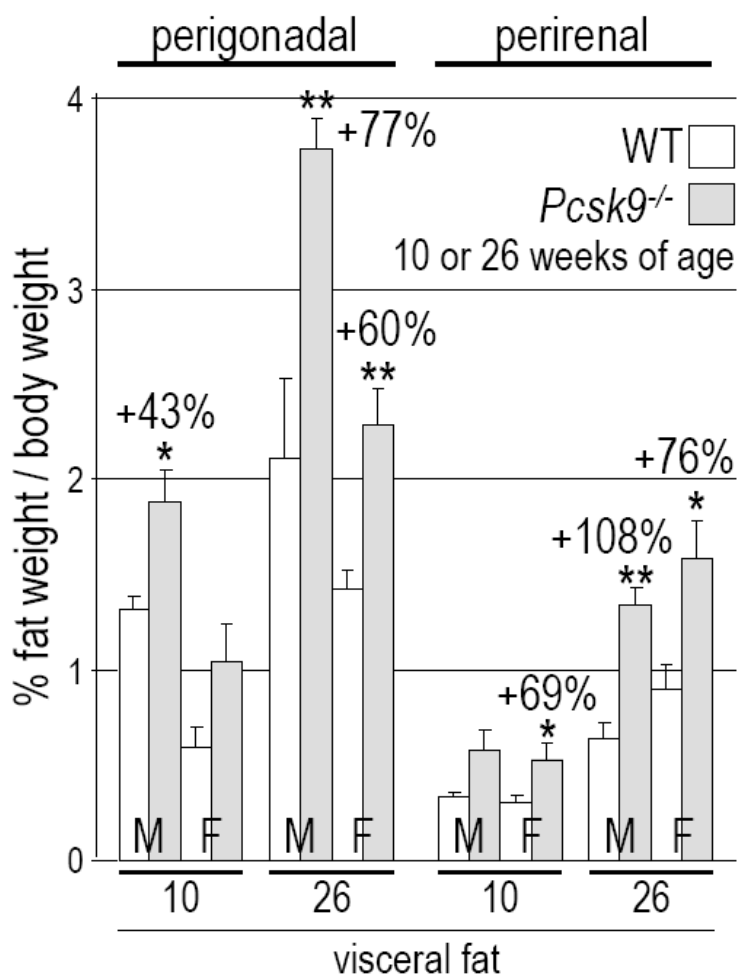 perigonadal perirenal
4
**
+77%
WT
Pcsk9-/-
10 or 26 weeks of age
3
+60%
**
+43%
*
2
+76%
*
+108%
**
1
+69%
*
0
M F M F M F M F
10 26 10 26
visceral fat
% fat weight / body weight